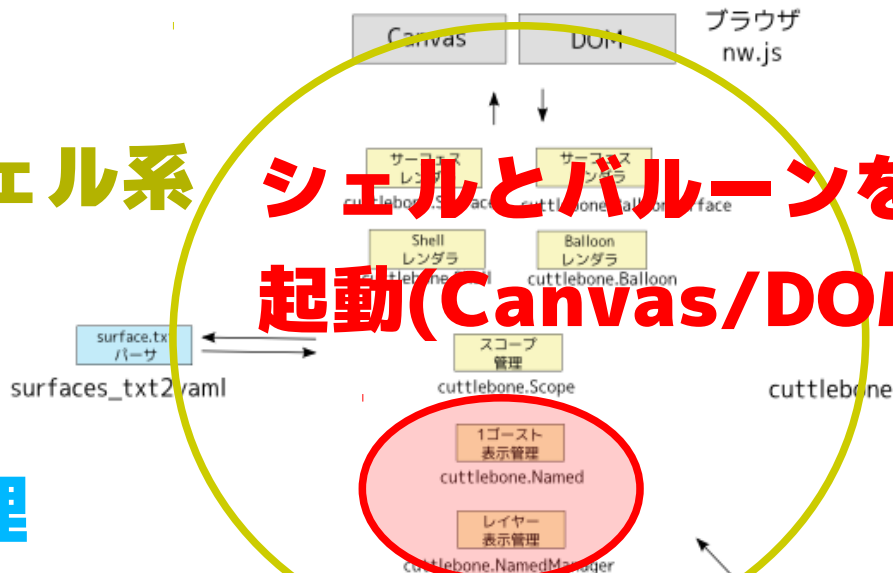 Canvas
DOM
ブラウザ
nw.js
ェル系
シェルとバルーンを
サーフェス
レンダラ
サーフェス
レンダラ
Shell
レンダラ
Balloon
レンダラ
cuttlebone.Balloon
起動(Canvas/DOM
surface.txt
パーサ
surfaces_txt2yaml
スコープ
管理
cuttlebone.Scope
cuttlebone
1ゴースト
表示管理
cuttlebone.Named
理
レイヤー
表示管理
cuttlebone.NamedManager